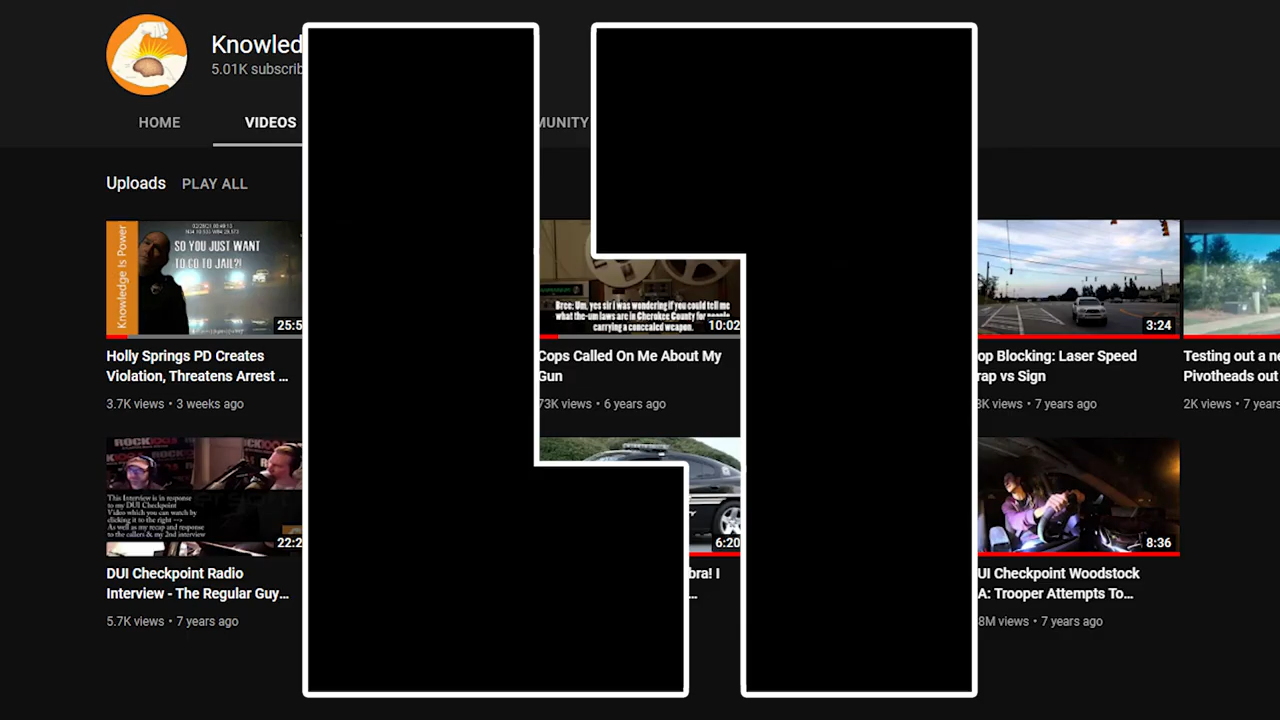 Knowled
5.01K subscrib
HOME
VIDEOS
MUNITY
Uploads PLAY ALL
Knowledge Is Power
SO YOU JUST WANT
TO GO TO JAIL?!
25:5
Bree: Um, yes sir i was wondering if you could tell me
what the-um laws are in Cherokee County for people
carrying a concealed weapon.
10:02
3:24
Holly Springs PD Creates
Violation, Threatens Arrest ...
3.7K views • 3 weeks ago
Cops Called On Me About My
Gun
73K views • 6 years ago
op Blocking: Laser Speed
rap vs Sign
8K views • 7 years ago
Testing out a ne
Pivotheads out
2K views • 7 years
ROCK100.5
This Interview is in response
to my DUI Checkpoint
Video which you can watch by
clicking it to the right -->
As well as my recap and response
to the callers & my 2nd interview
22:2
6:20
8:36
DUI Checkpoint Radio
Interview - The Regular Guy...
5.7K views • 7 years ago
bra! I
...
UI Checkpoint Woodstock
A: Trooper Attempts To...
8M views • 7 years ago